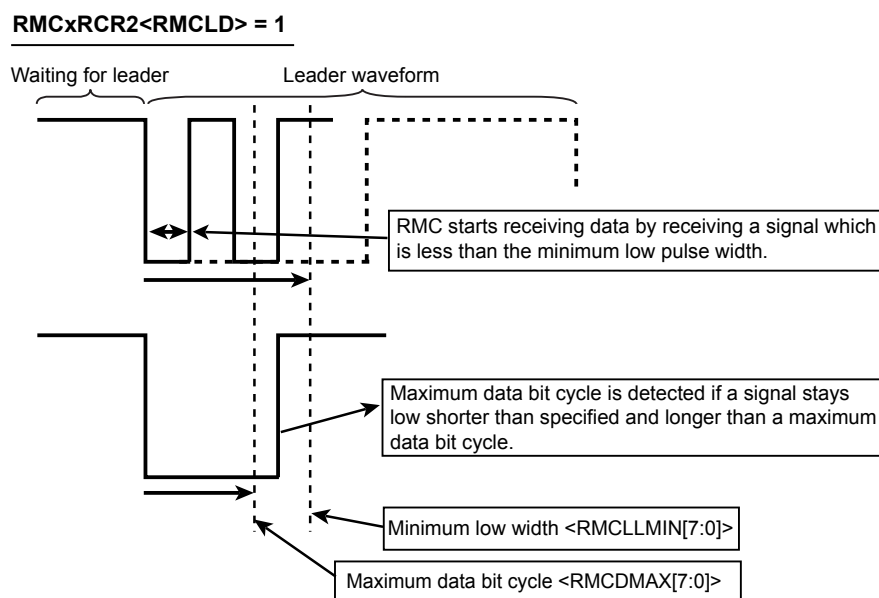 RMCxRCR2<RMCLD> = 1
Waiting for leader
Leader waveform
RMC starts receiving data by receiving a signal which
is less than the minimum low pulse width.
Maximum data bit cycle is detected if a signal stays
low shorter than specified and longer than a maximum
data bit cycle.
Minimum low width <RMCLLMIN[7:0]>
Maximum data bit cycle <RMCDMAX[7:0]>